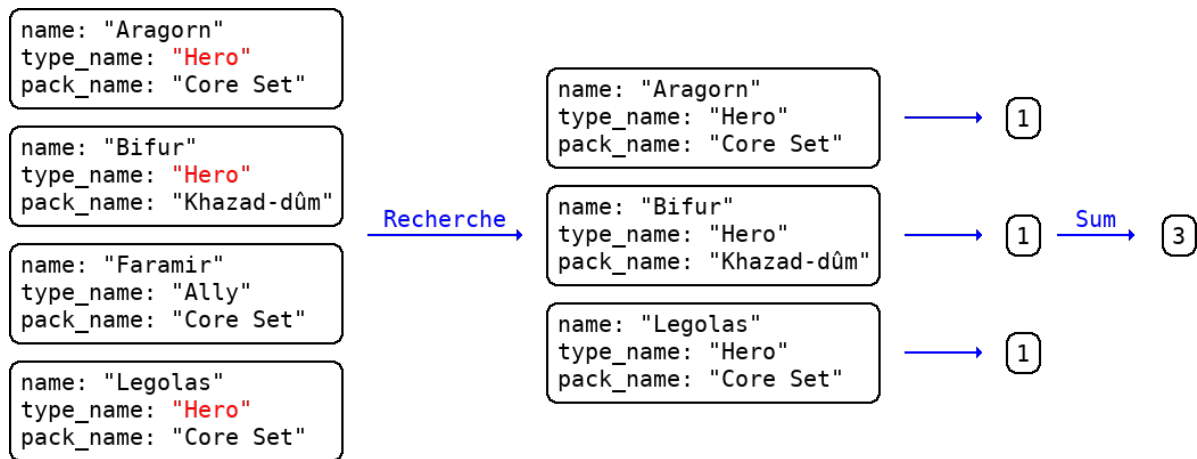 name: "Aragorn"
type_name: "Hero"
pack_name: "Core Set"
name: "Bifur"
type_name: "Hero"
pack_name: "Khazad-dûm"
name: "Faramir"
type_name: "Ally"
pack_name: "Core Set"
name: "Legolas"
type_name: "Hero"
pack_name: "Core Set"
Recherche
name: "Aragorn"
type_name: "Hero"
pack_name: "Core Set"
name: "Bifur"
type_name: "Hero"
pack_name: "Khazad-dûm"
name: "Legolas"
type_name: "Hero"
pack_name: "Core Set"
1
1
1
Sum
3